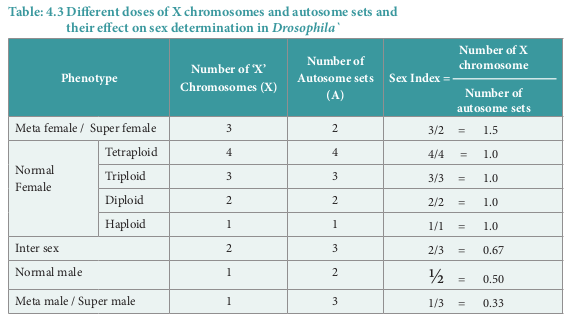 Table: 4.3 Different doses of X chromosomes and autosome sets and
their effect on sex determination in Drosophila`
Phenotype
Number of ‘X’
Chromosomes (X)
Number of
Autosome sets
(A)
Sex Index =
Number of X
chromosome
Number of
autosome sets
Meta female / Super female 3 2 3/2 = 1.5
Normal
Female
Tetraploid 4 4 4/4 = 1.0
Triploid 3 3 3/3 = 1.0
Diploid 2 2 2/2 = 1.0
Haploid 1 1 1/1 = 1.0
Inter sex 2 3 2/3 = 0.67
Normal male 1 2 ½ = 0.50
Meta male / Super male 1 3 1/3 = 0.33